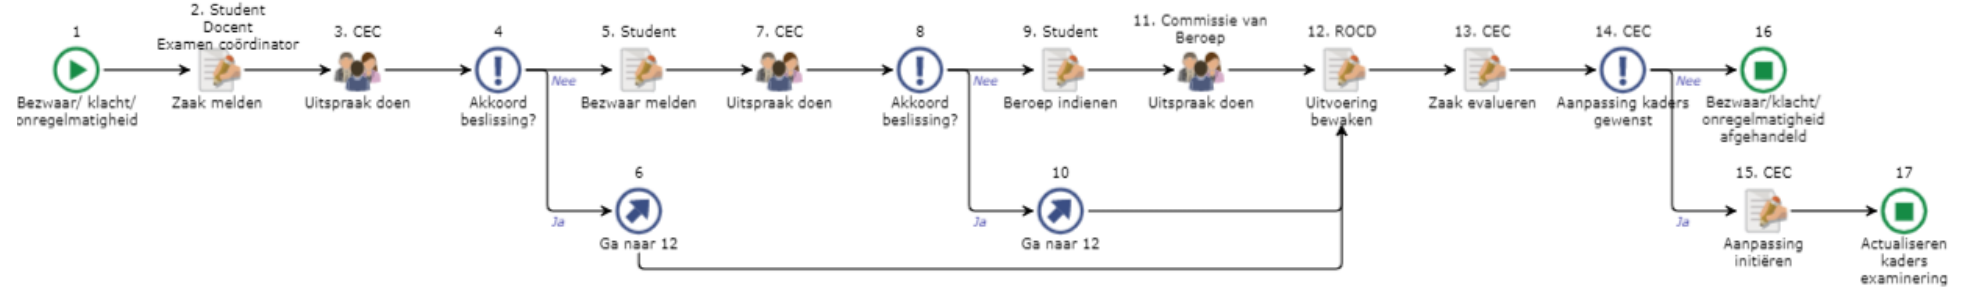 1
Bezwaar/ klacht/
onregelmatigheid
2. Student
Docent
Examen coördinator
Zaak melden
3. CEC
Uitspraak doen
4
Akkoord
beslissing?
Nee
Ja
5. Student
Bezwaar melden
6
Ga naar 12
7. CEC
Uitspraak doen
8
Akkoord
beslissing?
Nee
Ja
9. Student
Beroep indienen
10
Ga naar 12
11. Commissie van
Beroep
Uitspraak doen
12. ROCD
Uitvoering
bewaken
13. CEC
Zaak evalueren
14. CEC
Aanpassing kaders
gewenst
Nee
Ja
16
Bezwaar/klacht/
onregelmatigheid
afgehandeld
15. CEC
Aanpassing
initiëren
17
Actualiseren
kaders
examinering